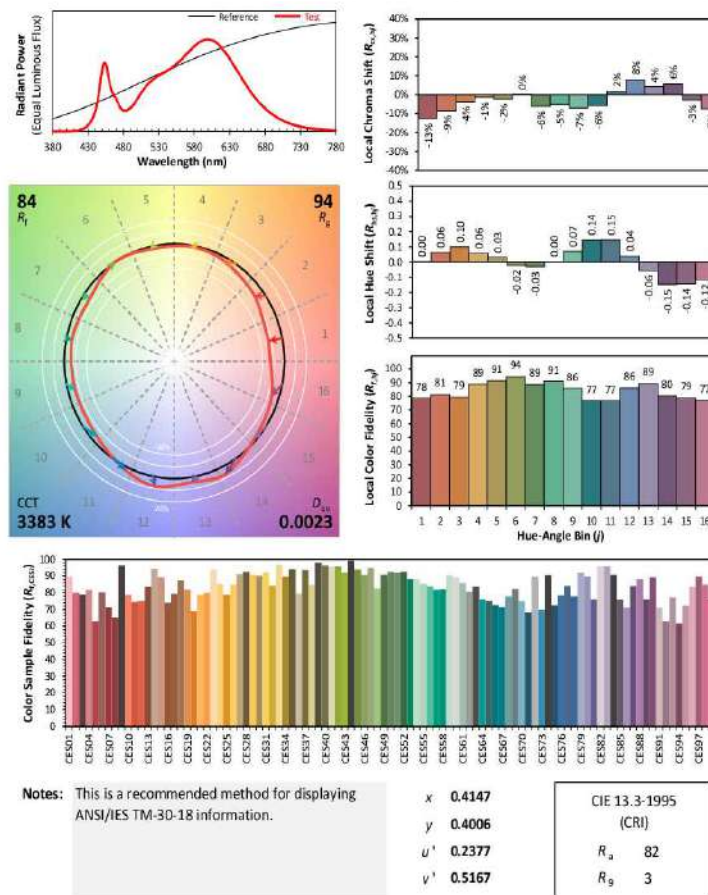 Reference
Test
Radiant Power
(Equal Luminous Flux)
380 430 480 530 580 630 680 730 780
Wavelength (nm)
Local Chroma Shift (Rcs,hj)
40%
30%
20%
10%
0%
-10%
-20%
-30%
-40%
-13% -9% -4% -1% -2% 0% -6% -5% -7% -6% 2% 8% 4% 6% -3%
84
Rf
94
Rg
1
2
3
4
5
6
7
8
9
10
11
12
13
14
15
16
CCT
3383 K
Duv
0.0023
Local Hue Shift (Rhs,hj)
0.5
0.4
0.3
0.2
0.1
0.0
-0.1
-0.2
-0.3
-0.4
-0.5
0.00 0.06 0.10 0.06 0.03 -0.02 -0.03 0.00 0.07 0.14 0.15 0.04 -0.06 -0.15 -0.14 -0.12
Local Color Fidelity (Rf,hj)
100
90
80
70
60
50
40
30
20
10
0
78 81 79 89 91 94 89 91 86 77 77 86 89 80 79 77
1 2 3 4 5 6 7 8 9 10 11 12 13 14 15 16
Hue-Angle Bin (j)
Color Sample Fidelity (Rf,CESi)
100
90
80
70
60
50
40
30
20
10
0
CES01 CES04 CES07 CES10 CES13 CES16 CES19 CES22 CES25 CES28 CES31 CES34 CES37 CES40 CES43 CES46 CES49 CES52 CES55 CES58 CES61 CES64 CES67 CES70 CES73 CES76 CES79 CES82 CES85 CES88 CES91 CES94 CES97
Notes: This is a recommended method for displaying
ANSI/IES TM-30-18 information.
x 0.4147
y 0.4006
u' 0.2377
v' 0.5167
CIE 13.3-1995
(CRI)
Ra 82
R9 3